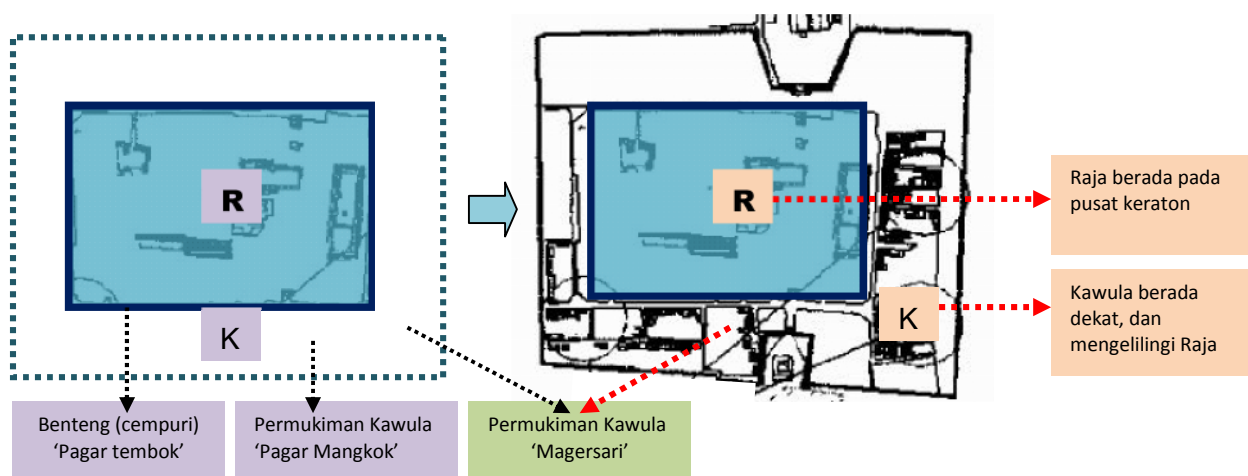 R
K
Benteng (cempuri)
‘Pagar tembok’
Permukiman Kawula
‘Pagar Mangkok’
Permukiman Kawula
‘Magersari’
R
K
Raja berada pada
pusat keraton
Kawula berada
dekat, dan
mengelilingi Raja